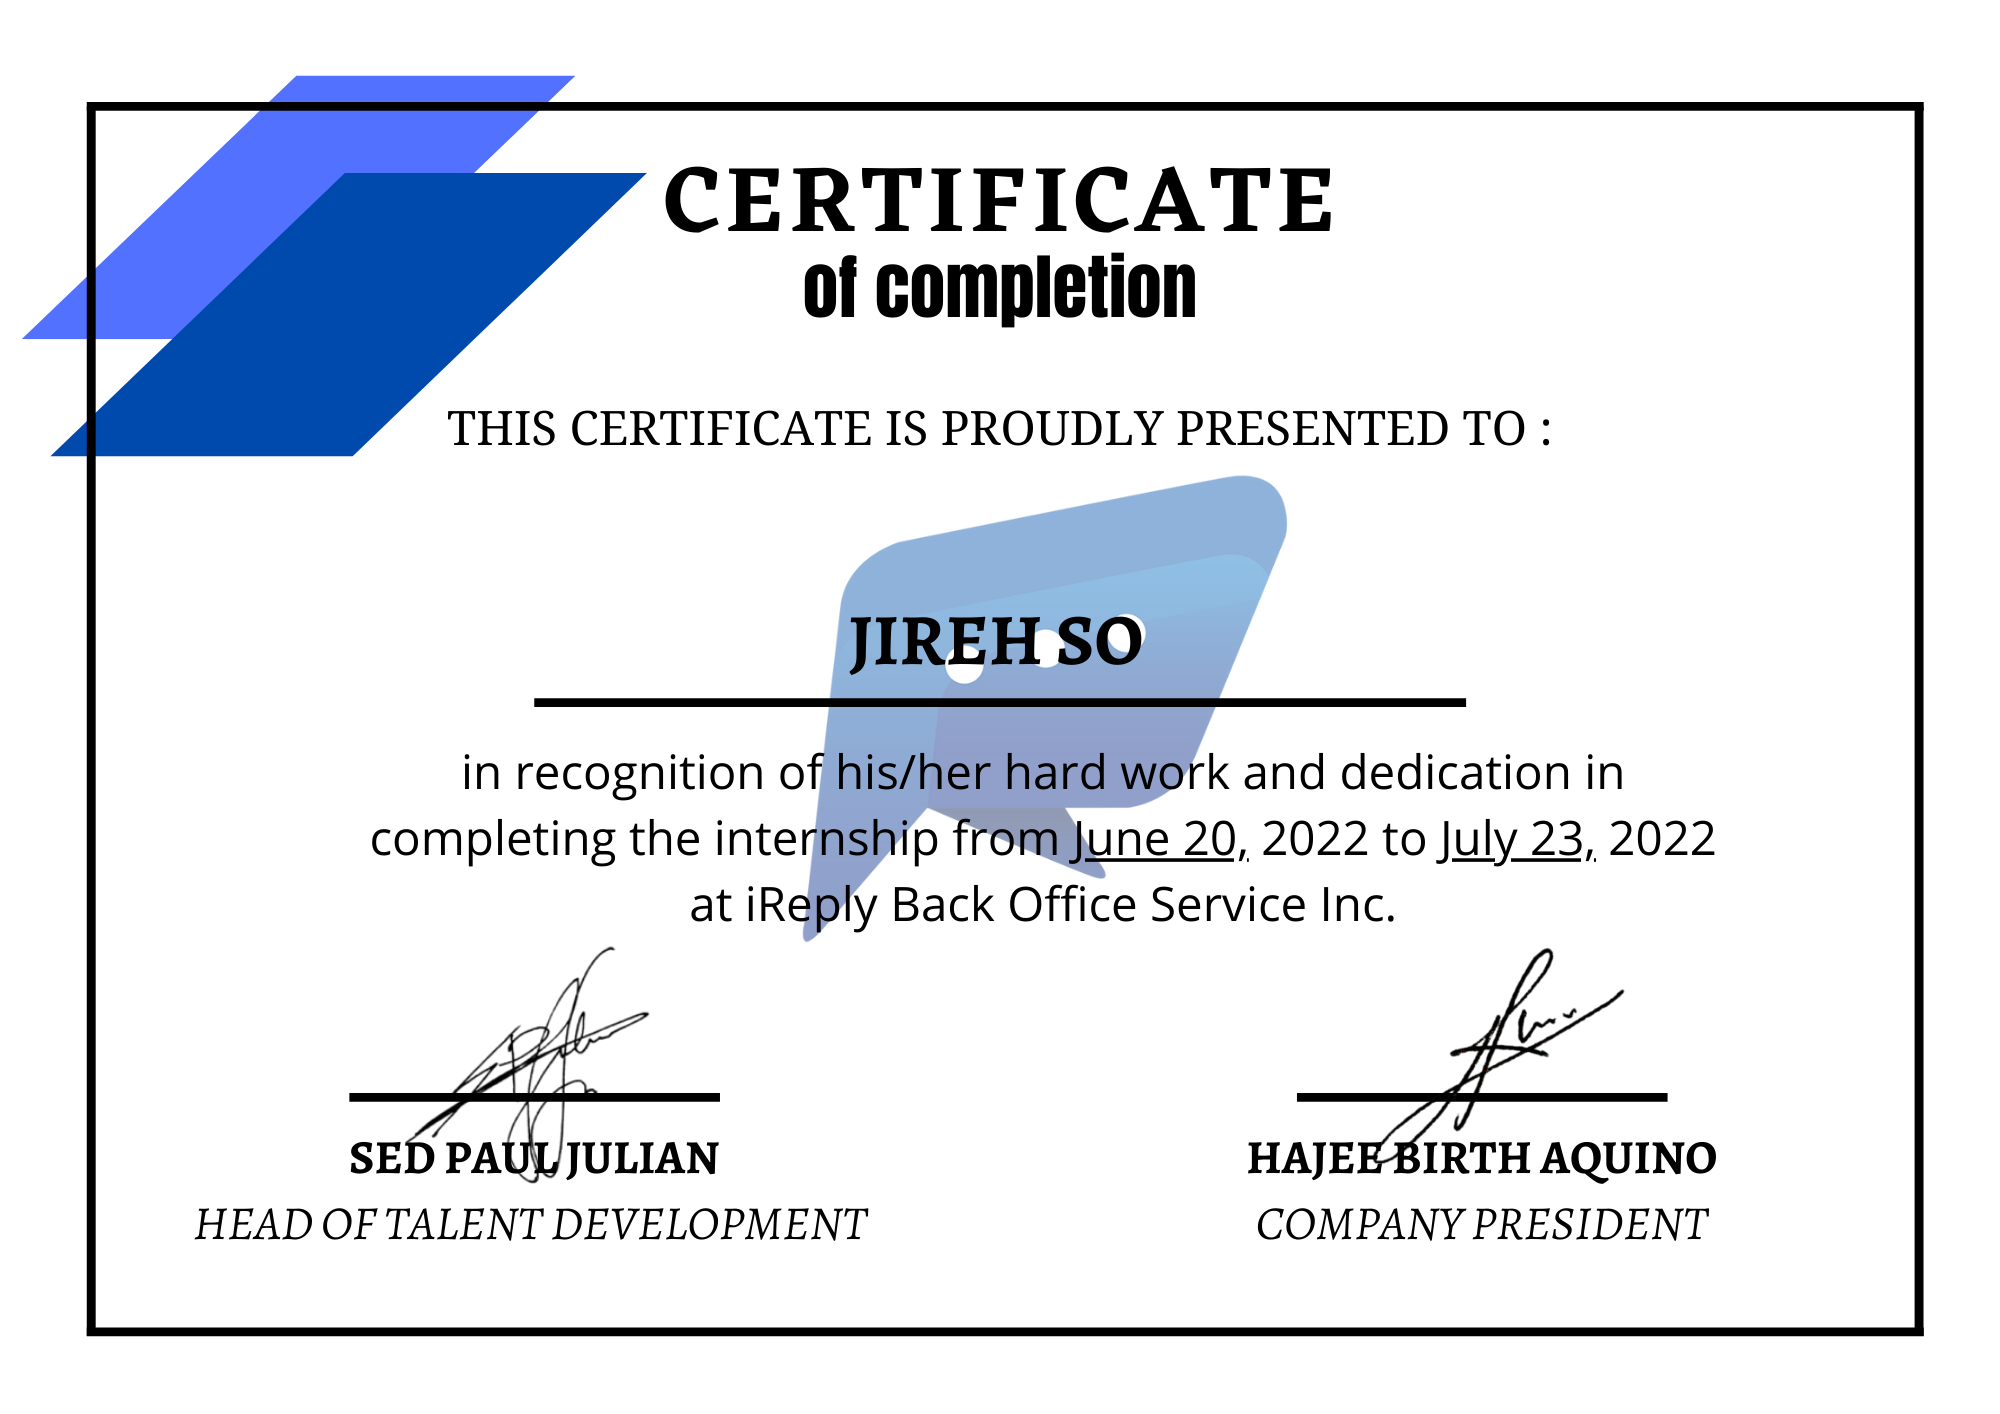 CERTIFICATE
of completion
THIS CERTIFICATE IS PROUDLY PRESENTED TO :
JIREH SO
in recognition of his/her hard work and dedication in
completing the internship from June 20, 2022 to July 23, 2022
at iReply Back Office Service Inc.
SED PAUL JULIAN
HEAD OF TALENT DEVELOPMENT
HAJEE BIRTH AQUINO
COMPANY PRESIDENT